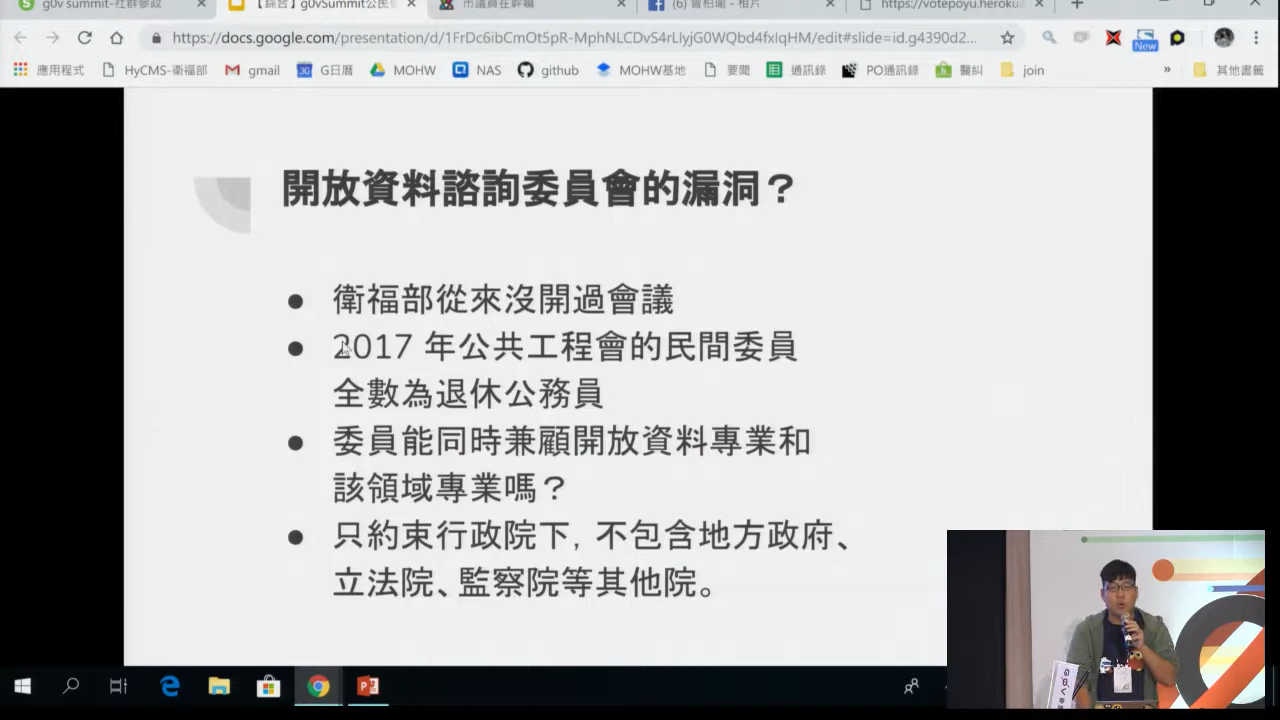 g0v summit-社群參政
【綜合】g0vSummit公民
市議員在幹嘛
(6) 曾柏瑜 - 相片
https://votepoyu.heroku
https://docs.google.com/presentation/d/1FrDc6ibCmOt5pR-MphNLCDvS4rLIyjG0WQbd4fxIqHM/edit#slide=id.g4390d2...
New
應用程式
HyCMS-衛福部
gmail
G日曆
MOHW
NAS
github
MOHW基地
要聞
通訊錄
PO通訊錄
醫糾
join
»
其他書籤
開放資料諮詢委員會的漏洞？
● 衛福部從來沒開過會議
● 2017 年公共工程會的民間委員
全數為退休公務員
● 委員能同時兼顧開放資料專業和
該領域專業嗎？
● 只約束行政院下，不包含地方政府、
立法院、監察院等其他院。